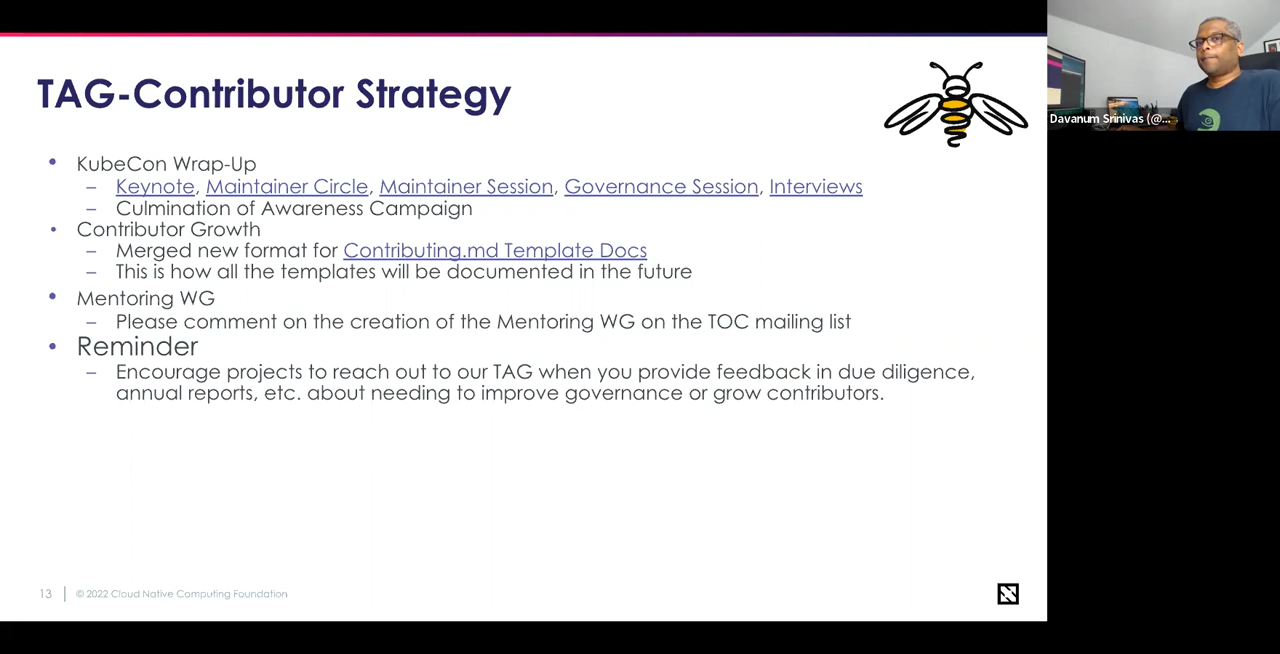 TAG-Contributor Strategy
• KubeCon Wrap-Up
– Keynote, Maintainer Circle, Maintainer Session, Governance Session, Interviews
– Culmination of Awareness Campaign
• Contributor Growth
– Merged new format for Contributing.md Template Docs
– This is how all the templates will be documented in the future
• Mentoring WG
– Please comment on the creation of the Mentoring WG on the TOC mailing list
• Reminder
– Encourage projects to reach out to our TAG when you provide feedback in due diligence,
annual reports, etc. about needing to improve governance or grow contributors.
13 | © 2022 Cloud Native Computing Foundation
Davanum Srinivas (@...